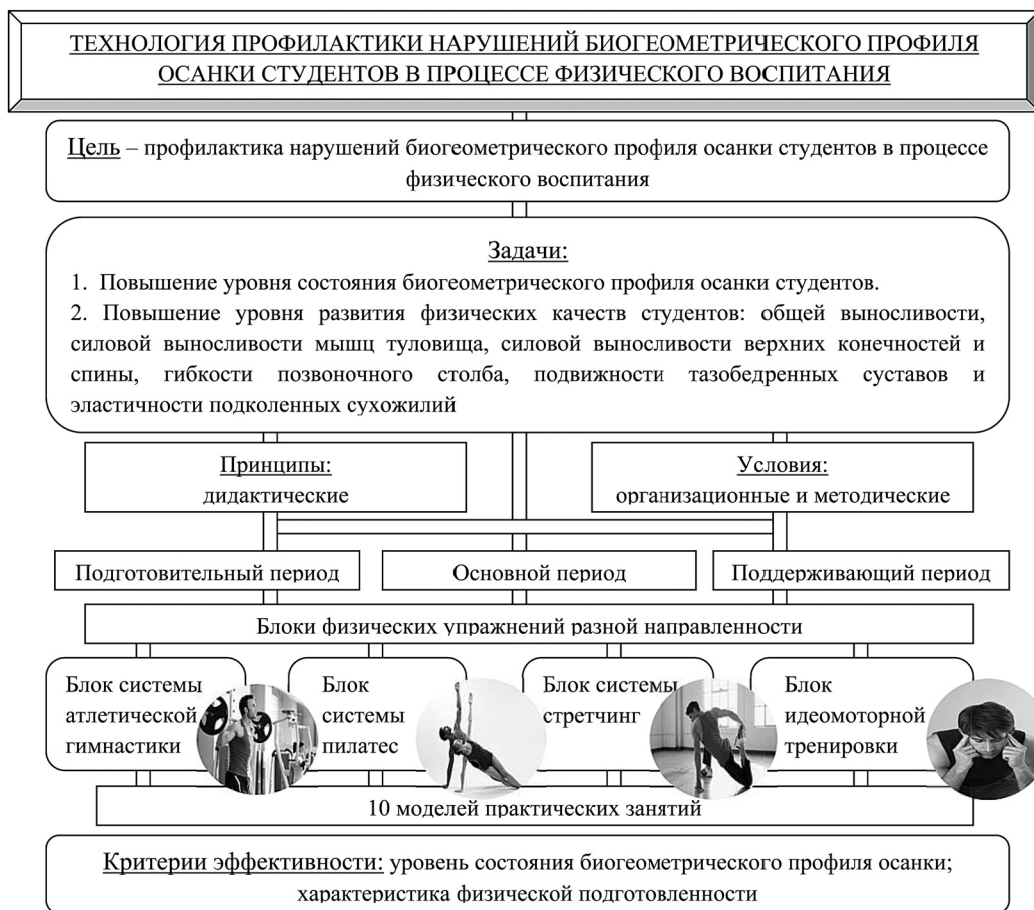 ТЕХНОЛОГИЯ ПРОФИЛАКТИКИ НАРУШЕНИЙ БИОГЕОМЕТРИЧЕСКОГО ПРОФИЛЯ
ОСАНКИ СТУДЕНТОВ В ПРОЦЕССЕ ФИЗИЧЕСКОГО ВОСПИТАНИЯ
Цель – профилактика нарушений биогеометрического профиля осанки студентов в процессе
физического воспитания
Задачи:
1. Повышение уровня состояния биогеометрического профиля осанки студентов.
2. Повышение уровня развития физических качеств студентов: общей выносливости,
силовой выносливости мышц туловища, силовой выносливости верхних конечностей и
спины, гибкости позвоночного столба, подвижности тазобедренных суставов и
эластичности подколенных сухожилий
Принципы:
дидактические
Условия:
организационные и методические
Подготовительный период
Основной период
Поддерживающий период
Блоки физических упражнений разной направленности
Блок системы
атлетической
гимнастики
Блок
системы
пилатес
Блок системы
стретчинг
Блок
идеомоторной
тренировки
10 моделей практических занятий
Критерии эффективности: уровень состояния биогеометрического профиля осанки;
характеристика физической подготовленности